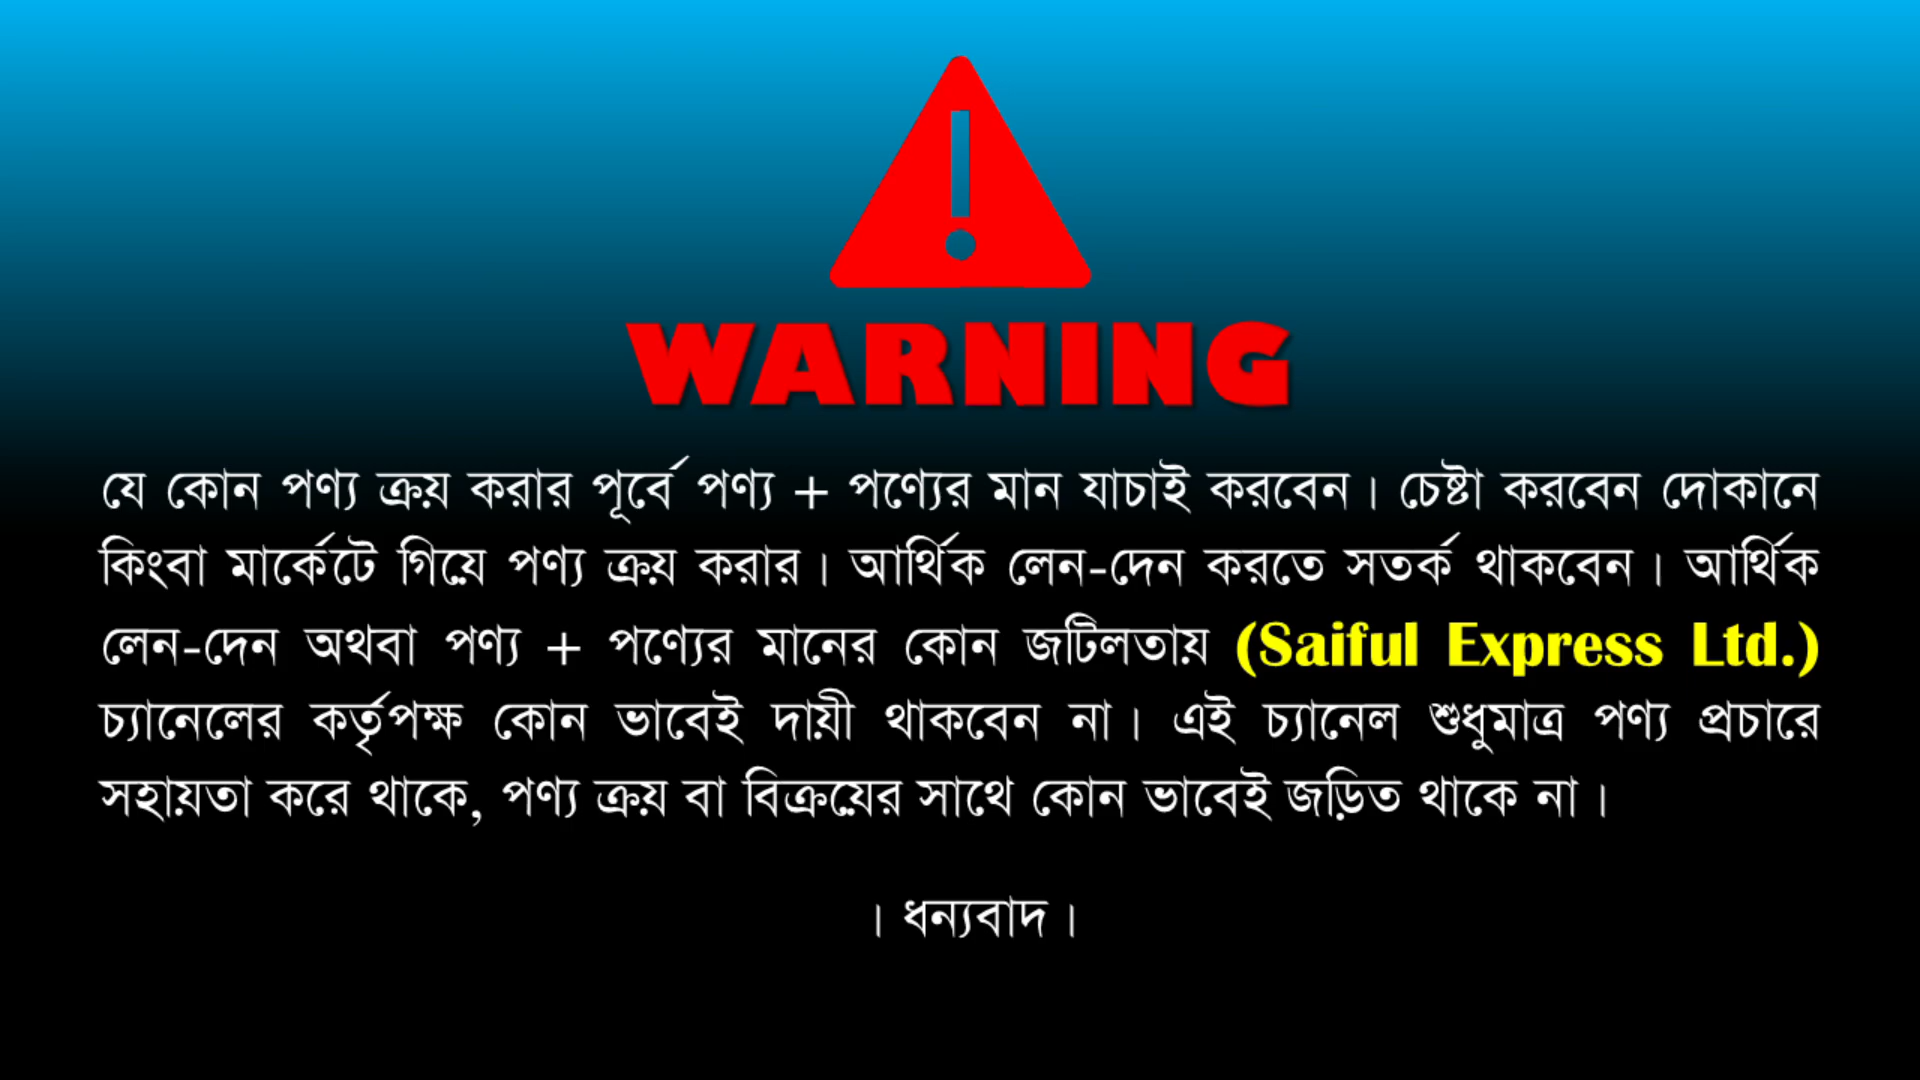 WARNING
যে কোন পণ্য ক্রয় করার পূর্বে পণ্য + পণ্যের মান যাচাই করবেন। চেষ্টা করবেন দোকানে
কিংবা মার্কেটে গিয়ে পণ্য ক্রয় করার। আর্থিক লেন-দেন করতে সতর্ক থাকবেন। আর্থিক
লেন-দেন অথবা পণ্য + পণ্যের মানের কোন জটিলতায় (Saiful Express Ltd.)
চ্যানেলের কর্তৃপক্ষ কোন ভাবেই দায়ী থাকবেন না। এই চ্যানেল শুধুমাত্র পণ্য প্রচারে
সহায়তা করে থাকে, পণ্য ক্রয় বা বিক্রয়ের সাথে কোন ভাবেই জড়িত থাকে না।
। ধন্যবাদ ।